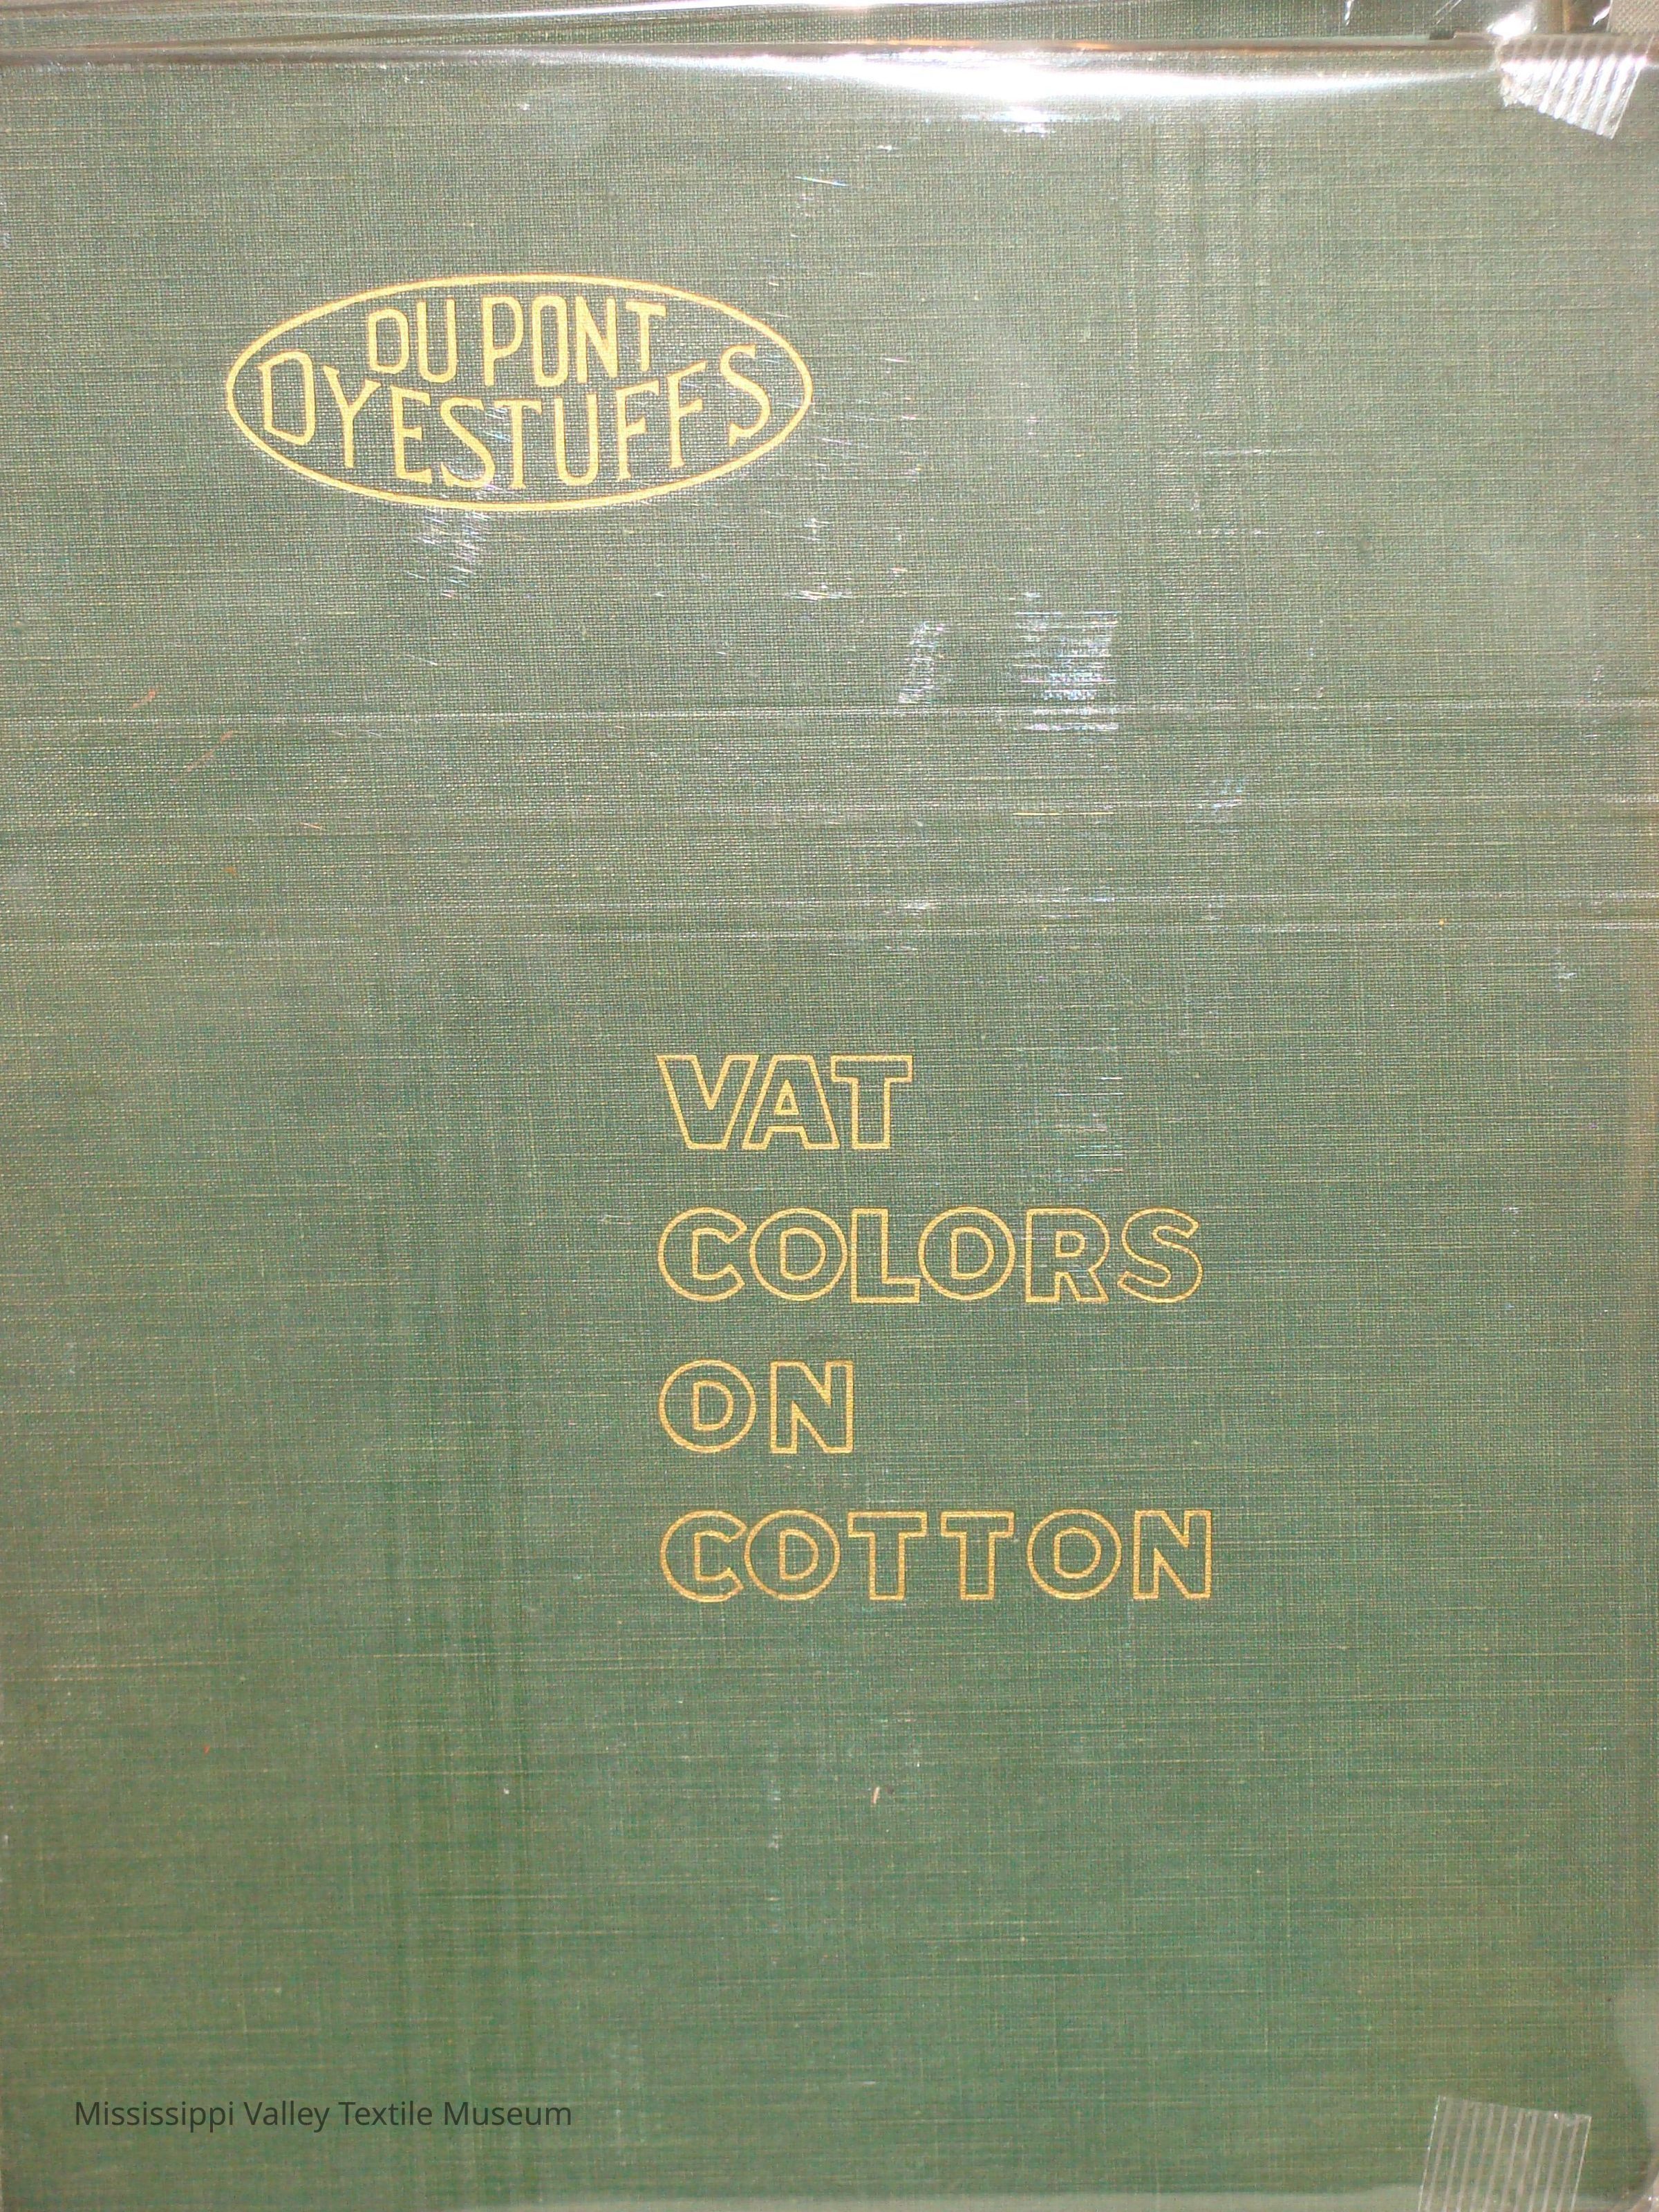 DU PONT
DYESTUFFS
VAT
COLORS
ON
COTTON
Mississippi Valley Textile Museum